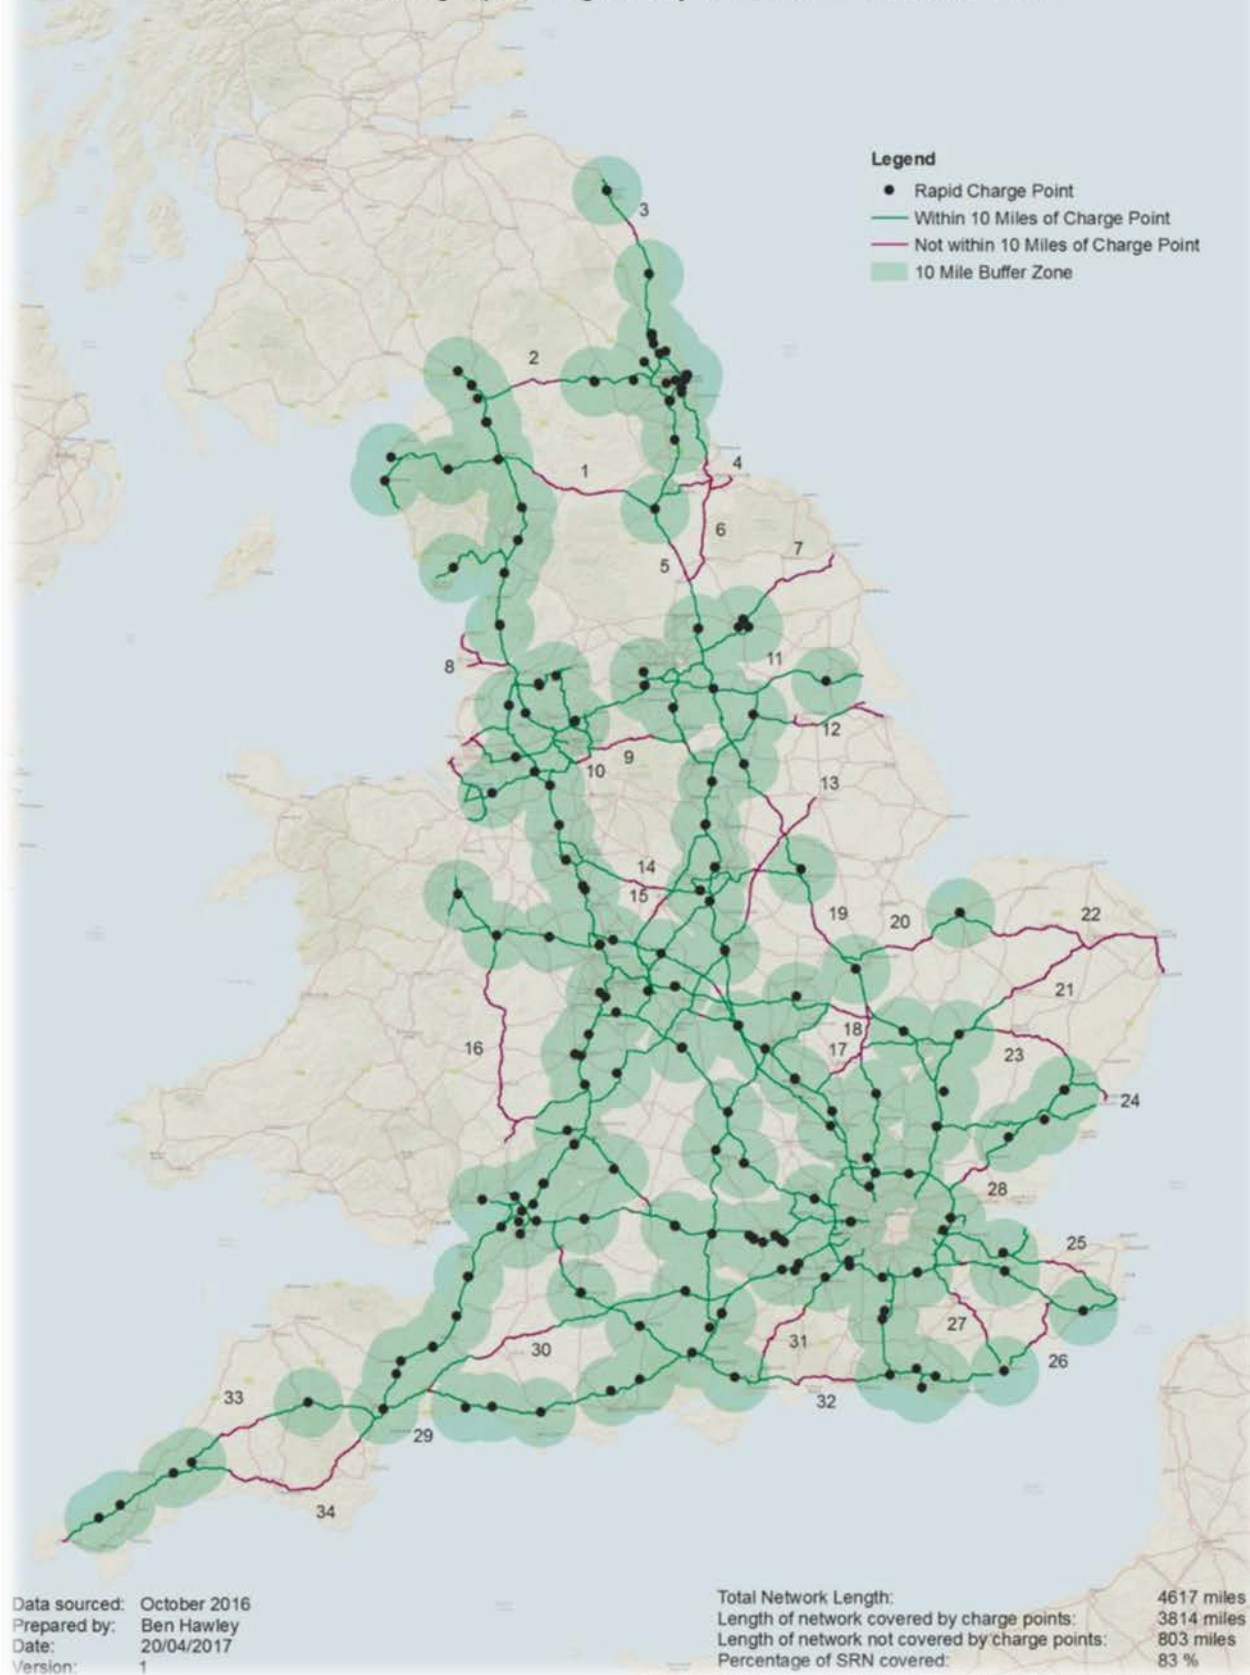 Legend
Rapid Charge Point
Within 10 Miles of Charge Point
Not within 10 Miles of Charge Point
10 Mile Buffer Zone
3
2
1
4
6
5
7
8
11
12
9
10
13
14
15
19
20
22
21
16
18
17
23
24
28
25
27
26
31
30
32
33
29
34
Data sourced: October 2016
Prepared by: Ben Hawley
Date: 20/04/2017
Version: 1
Total Network Length: 4617 miles
Length of network covered by charge points: 3814 miles
Length of network not covered by charge points: 803 miles
Percentage of SRN covered: 83 %